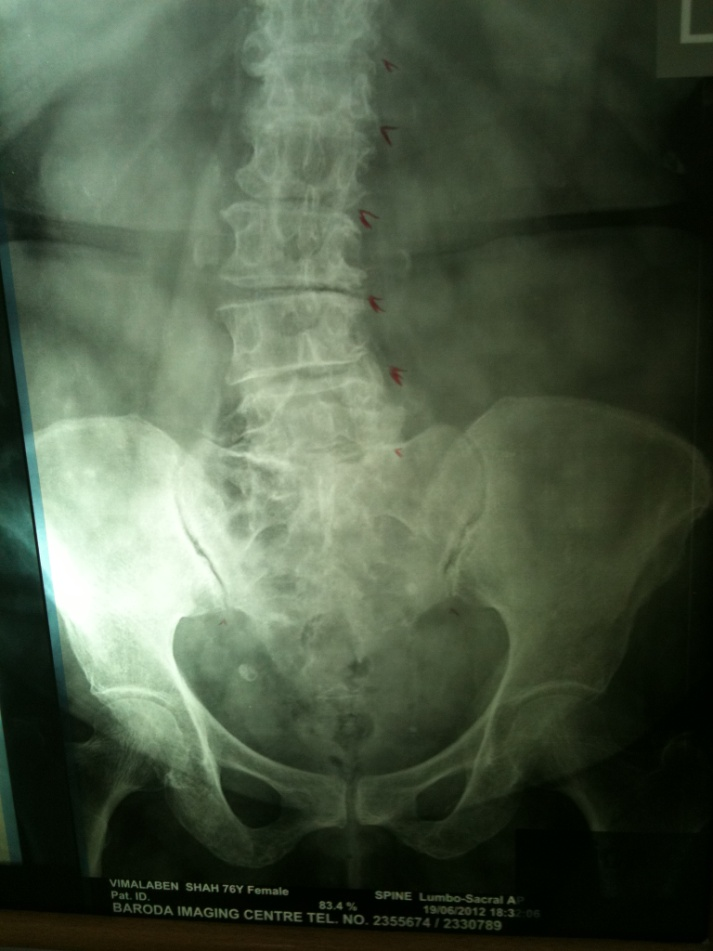 VIMALABEN SHAH 76Y Female
Pat. ID.
83.4 %
SPINE Lumbo-Sacral AP
19/06/2012 18:32:06
BARODA IMAGING CENTRE TEL. NO. 2355674 / 2330789